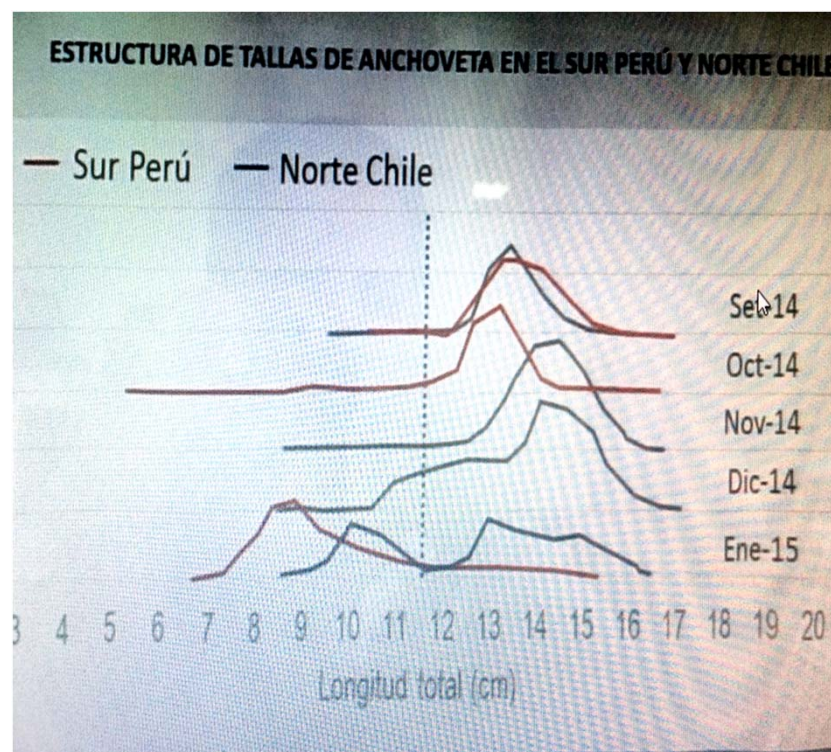 ESTRUCTURA DE TALLAS DE ANCHOVETA EN EL SUR PERÚ Y NORTE CHILE
Sur Perú Norte Chile
Set-14
Oct-14
Nov-14
Dic-14
Ene-15
3 4 5 6 7 8 9 10 11 12 13 14 15 16 17 18 19 20
Longitud total (cm)